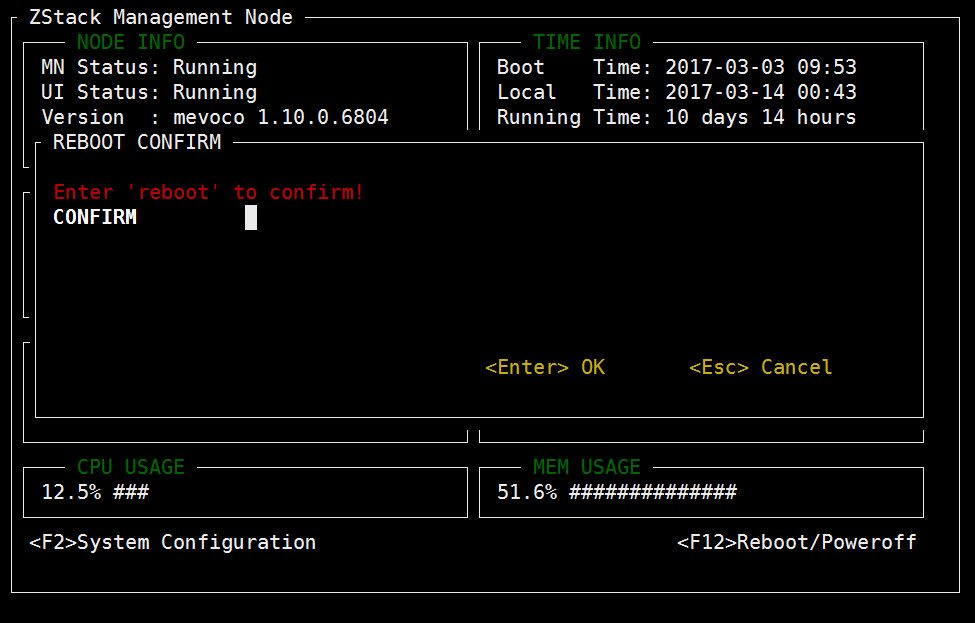 ZStack Management Node
NODE INFO
MN Status: Running
UI Status: Running
Version  : mevoco 1.10.0.6804
TIME INFO
Boot    Time: 2017-03-03 09:53
Local   Time: 2017-03-14 00:43
Running Time: 10 days 14 hours
REBOOT CONFIRM
Enter 'reboot' to confirm!
CONFIRM
<Enter> OK
<Esc> Cancel
CPU USAGE
12.5% ###
MEM USAGE
51.6% ##############
<F2>System Configuration
<F12>Reboot/Poweroff